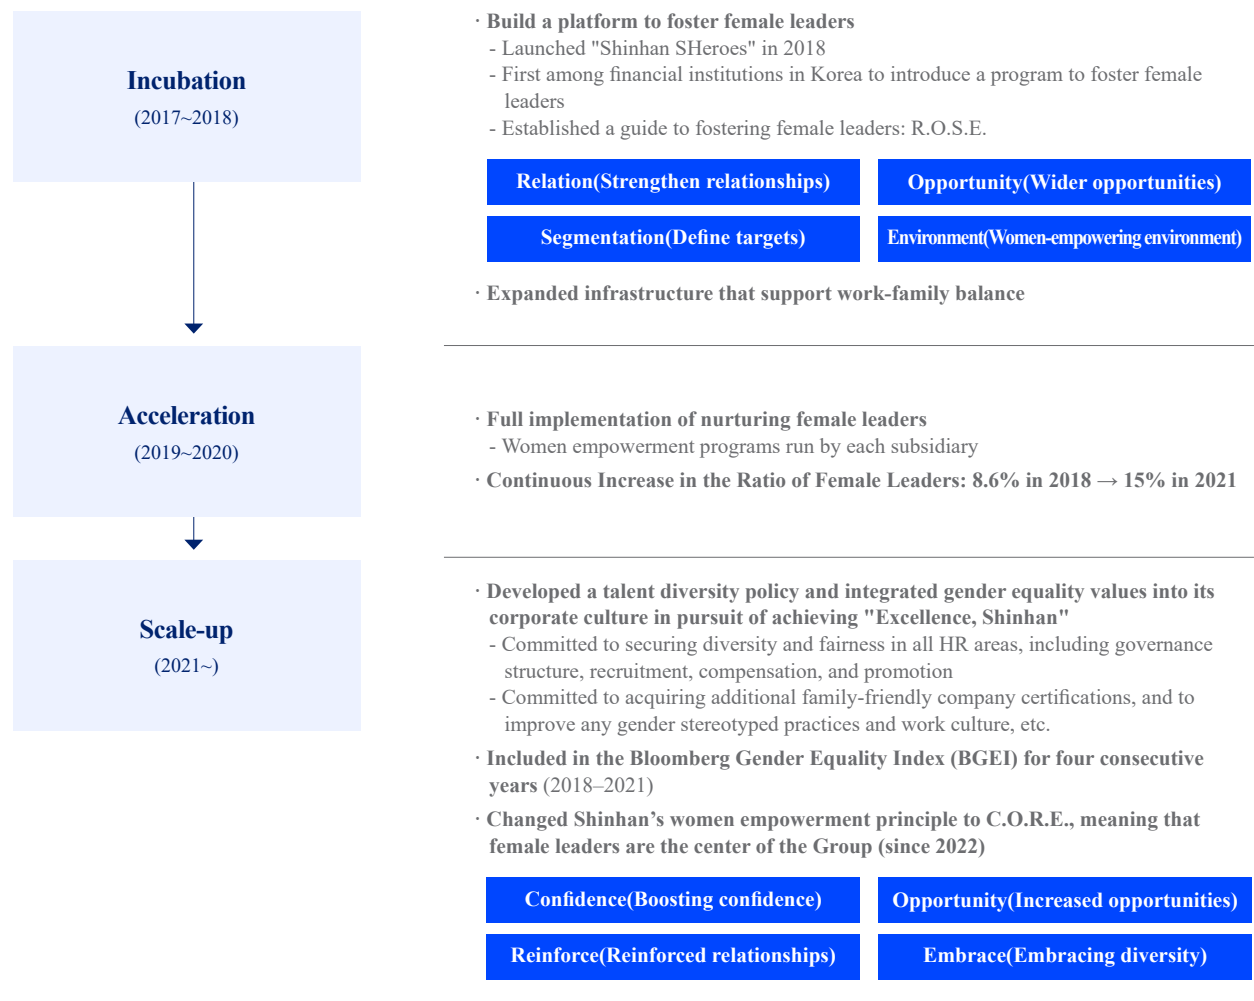 Incubation
(2017~2018)
· Build a platform to foster female leaders
- Launched "Shinhan SHeroes" in 2018
- First among financial institutions in Korea to introduce a program to foster female
leaders
- Established a guide to fostering female leaders: R.O.S.E.
Relation(Strengthen relationships)
Opportunity(Wider opportunities)
Segmentation(Define targets)
Environment(Women-empowering environment)
· Expanded infrastructure that support work-family balance
Acceleration
(2019~2020)
· Full implementation of nurturing female leaders
- Women empowerment programs run by each subsidiary
· Continuous Increase in the Ratio of Female Leaders: 8.6% in 2018 → 15% in 2021
Scale-up
(2021~)
· Developed a talent diversity policy and integrated gender equality values into its
corporate culture in pursuit of achieving "Excellence, Shinhan"
- Committed to securing diversity and fairness in all HR areas, including governance
structure, recruitment, compensation, and promotion
- Committed to acquiring additional family-friendly company certifications, and to
improve any gender stereotyped practices and work culture, etc.
· Included in the Bloomberg Gender Equality Index (BGEI) for four consecutive
years (2018–2021)
· Changed Shinhan’s women empowerment principle to C.O.R.E., meaning that
female leaders are the center of the Group (since 2022)
Confidence(Boosting confidence)
Opportunity(Increased opportunities)
Reinforce(Reinforced relationships)
Embrace(Embracing diversity)